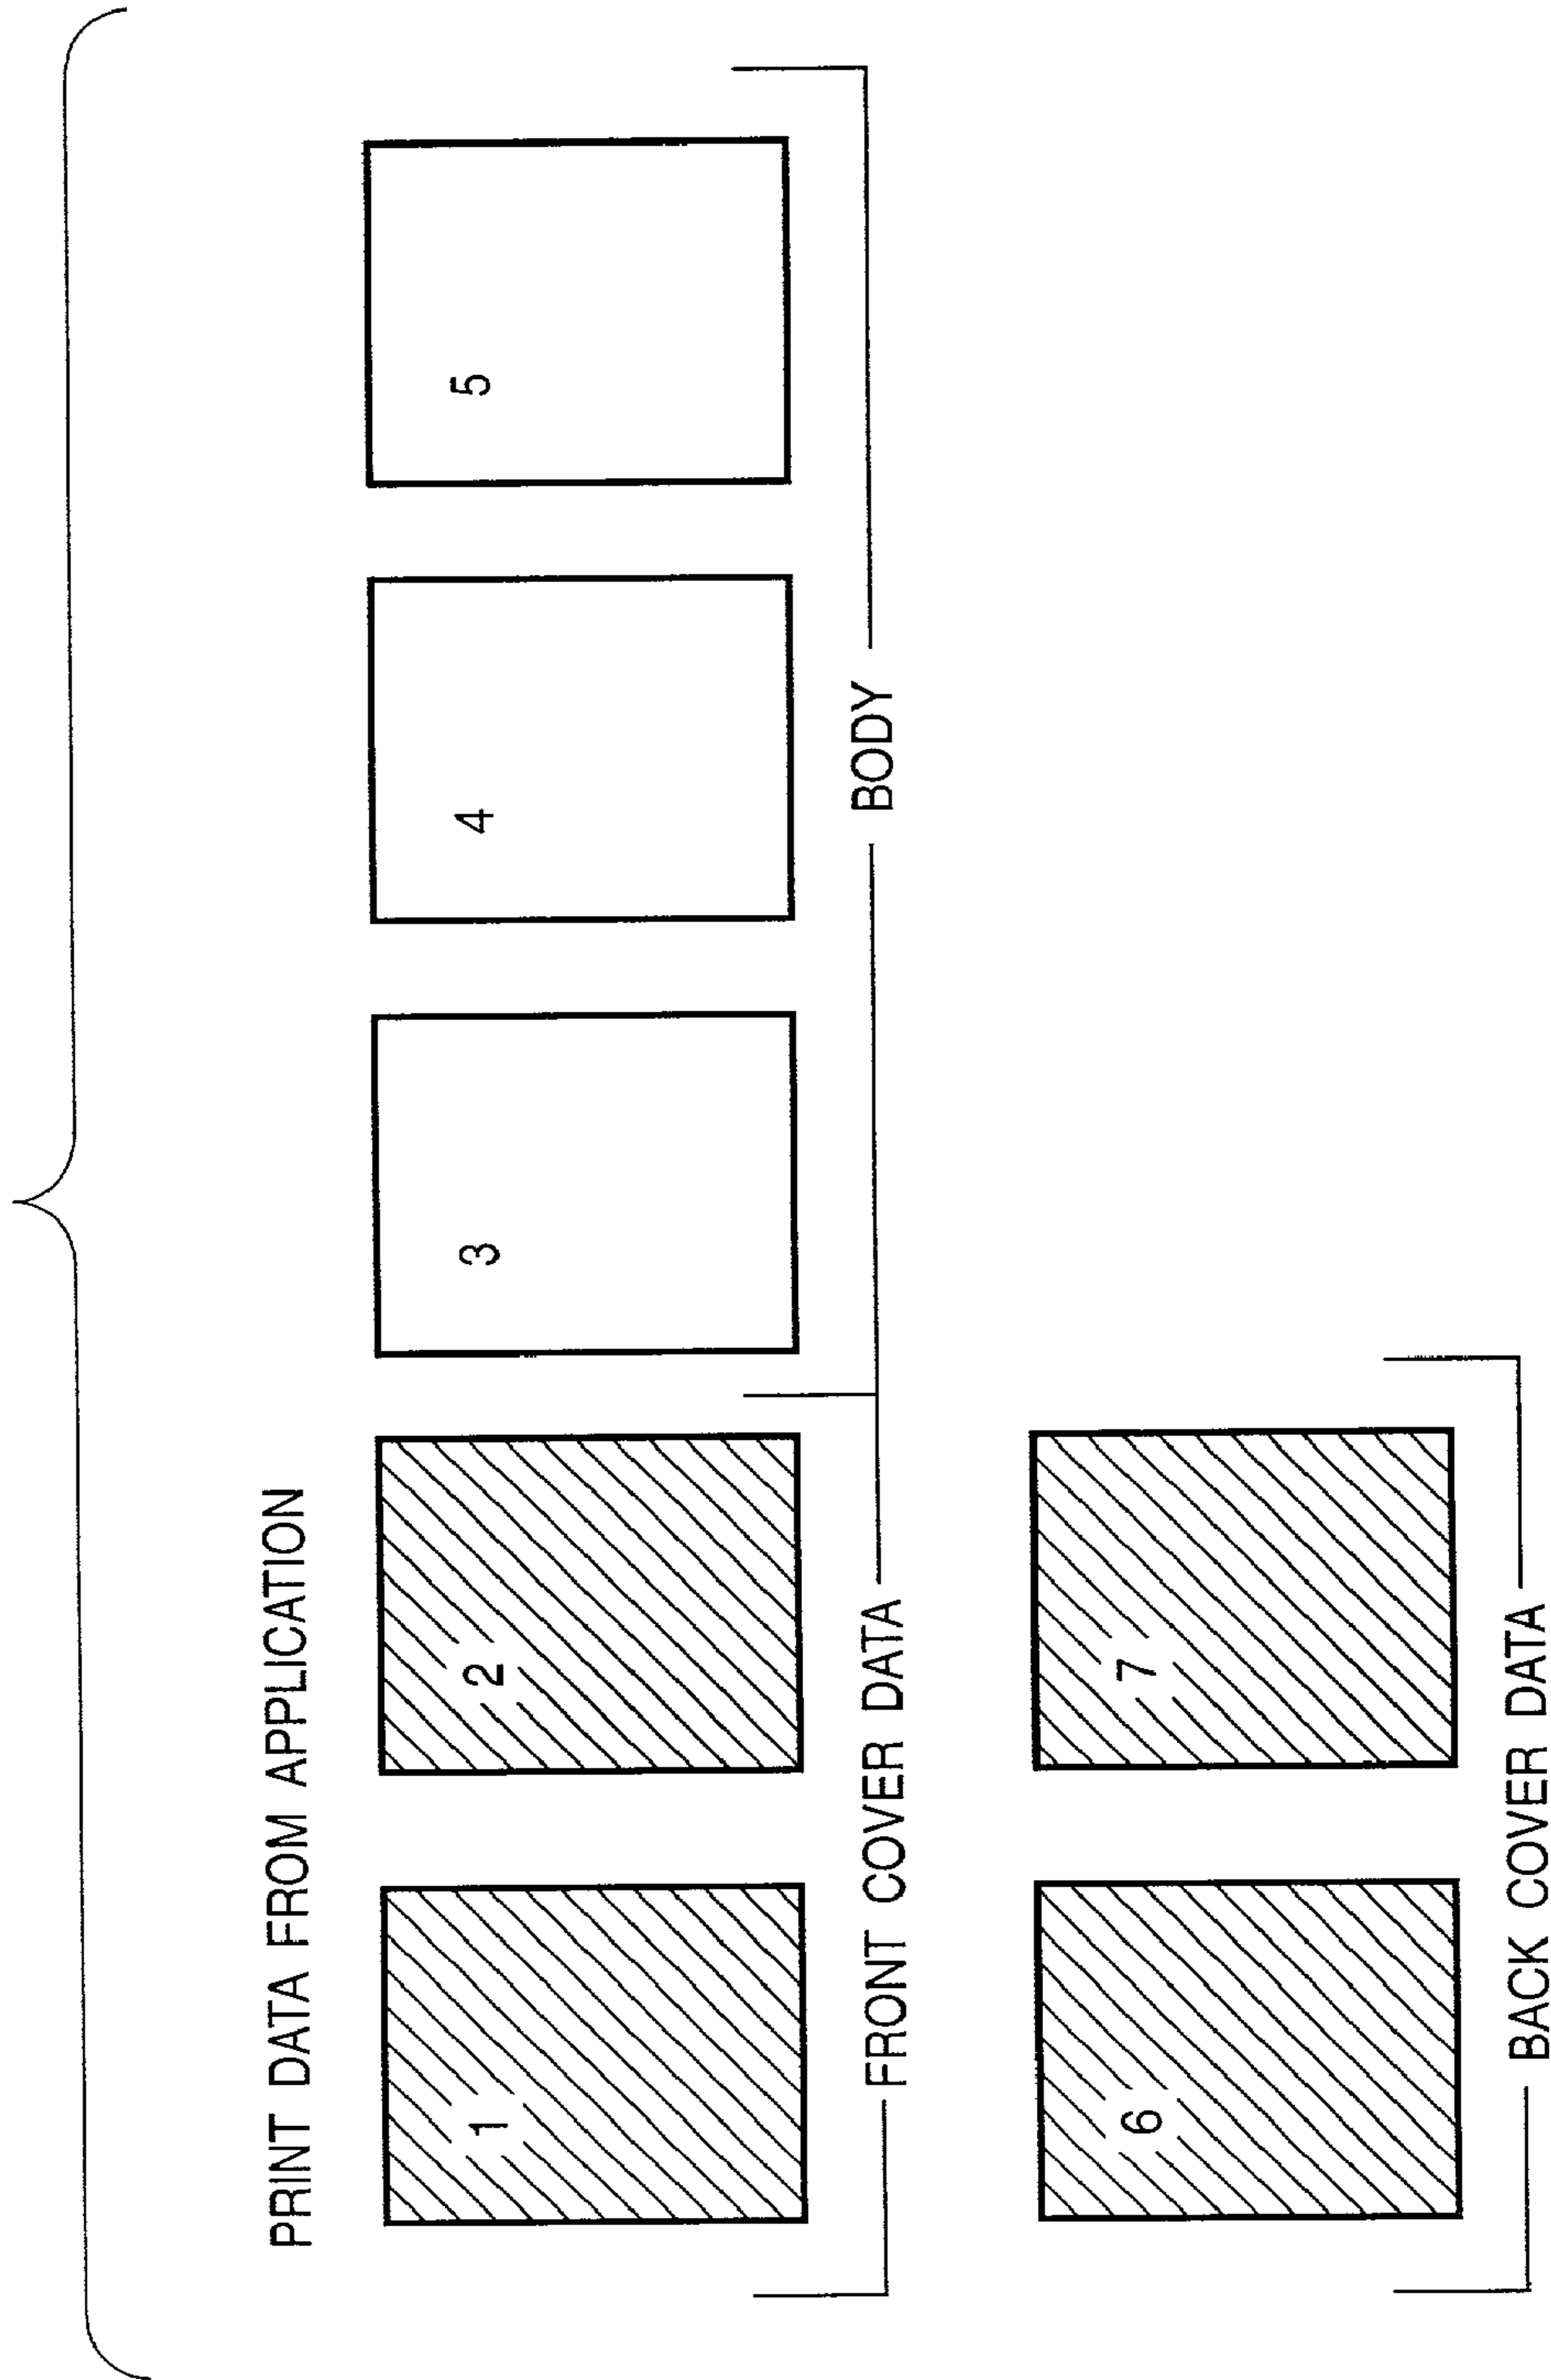 PRINT DATA FROM APPLICATION
1 2 3 4 5
FRONT COVER DATA BODY
6 7
BACK COVER DATA